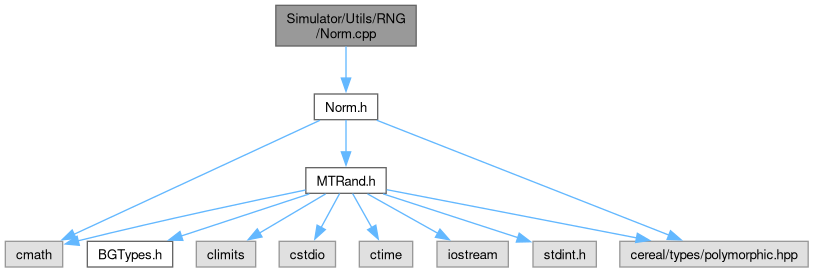 Simulator/Utils/RNG
/Norm.cpp
Norm.h
MTRand.h
cmath
BGTypes.h
climits
cstdio
ctime
iostream
stdint.h
cereal/types/polymorphic.hpp